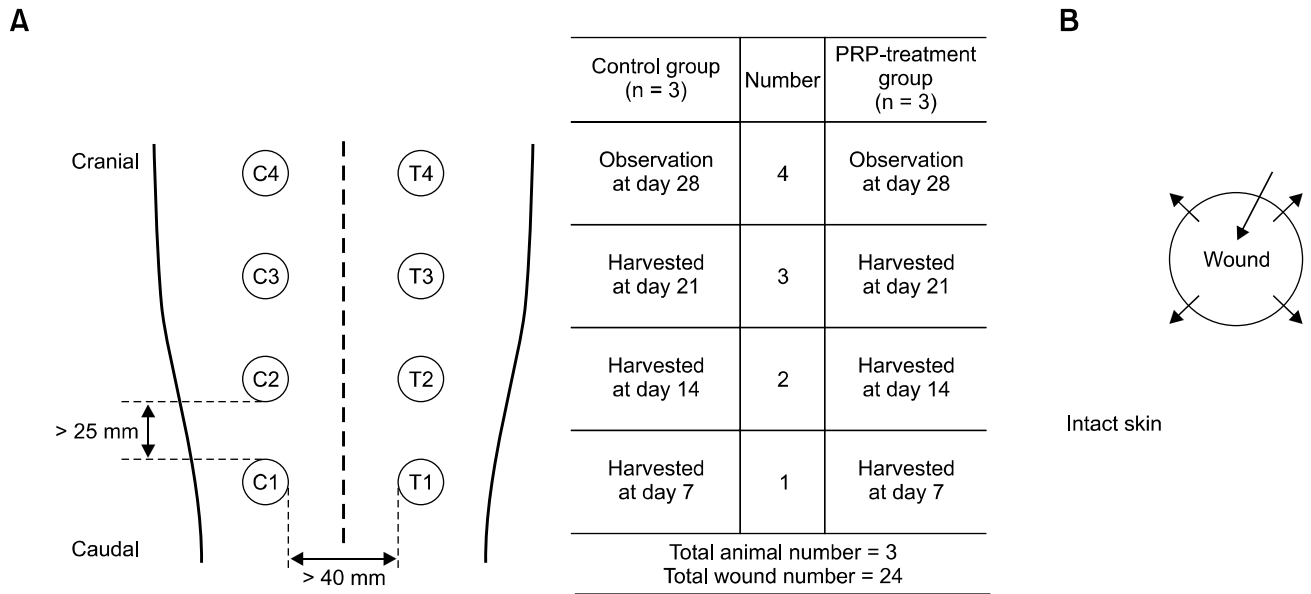 A
Cranial
C4
T4
C3
T3
C2
T2
> 25 mm
C1
T1
Caudal
> 40 mm
Control group
(n = 3)
Number
PRP-treatment
group
(n = 3)
Observation
at day 28
4
Observation
at day 28
Harvested
at day 21
3
Harvested
at day 21
Harvested
at day 14
2
Harvested
at day 14
Harvested
at day 7
1
Harvested
at day 7
Total animal number = 3
Total wound number = 24
B
Wound
Intact skin